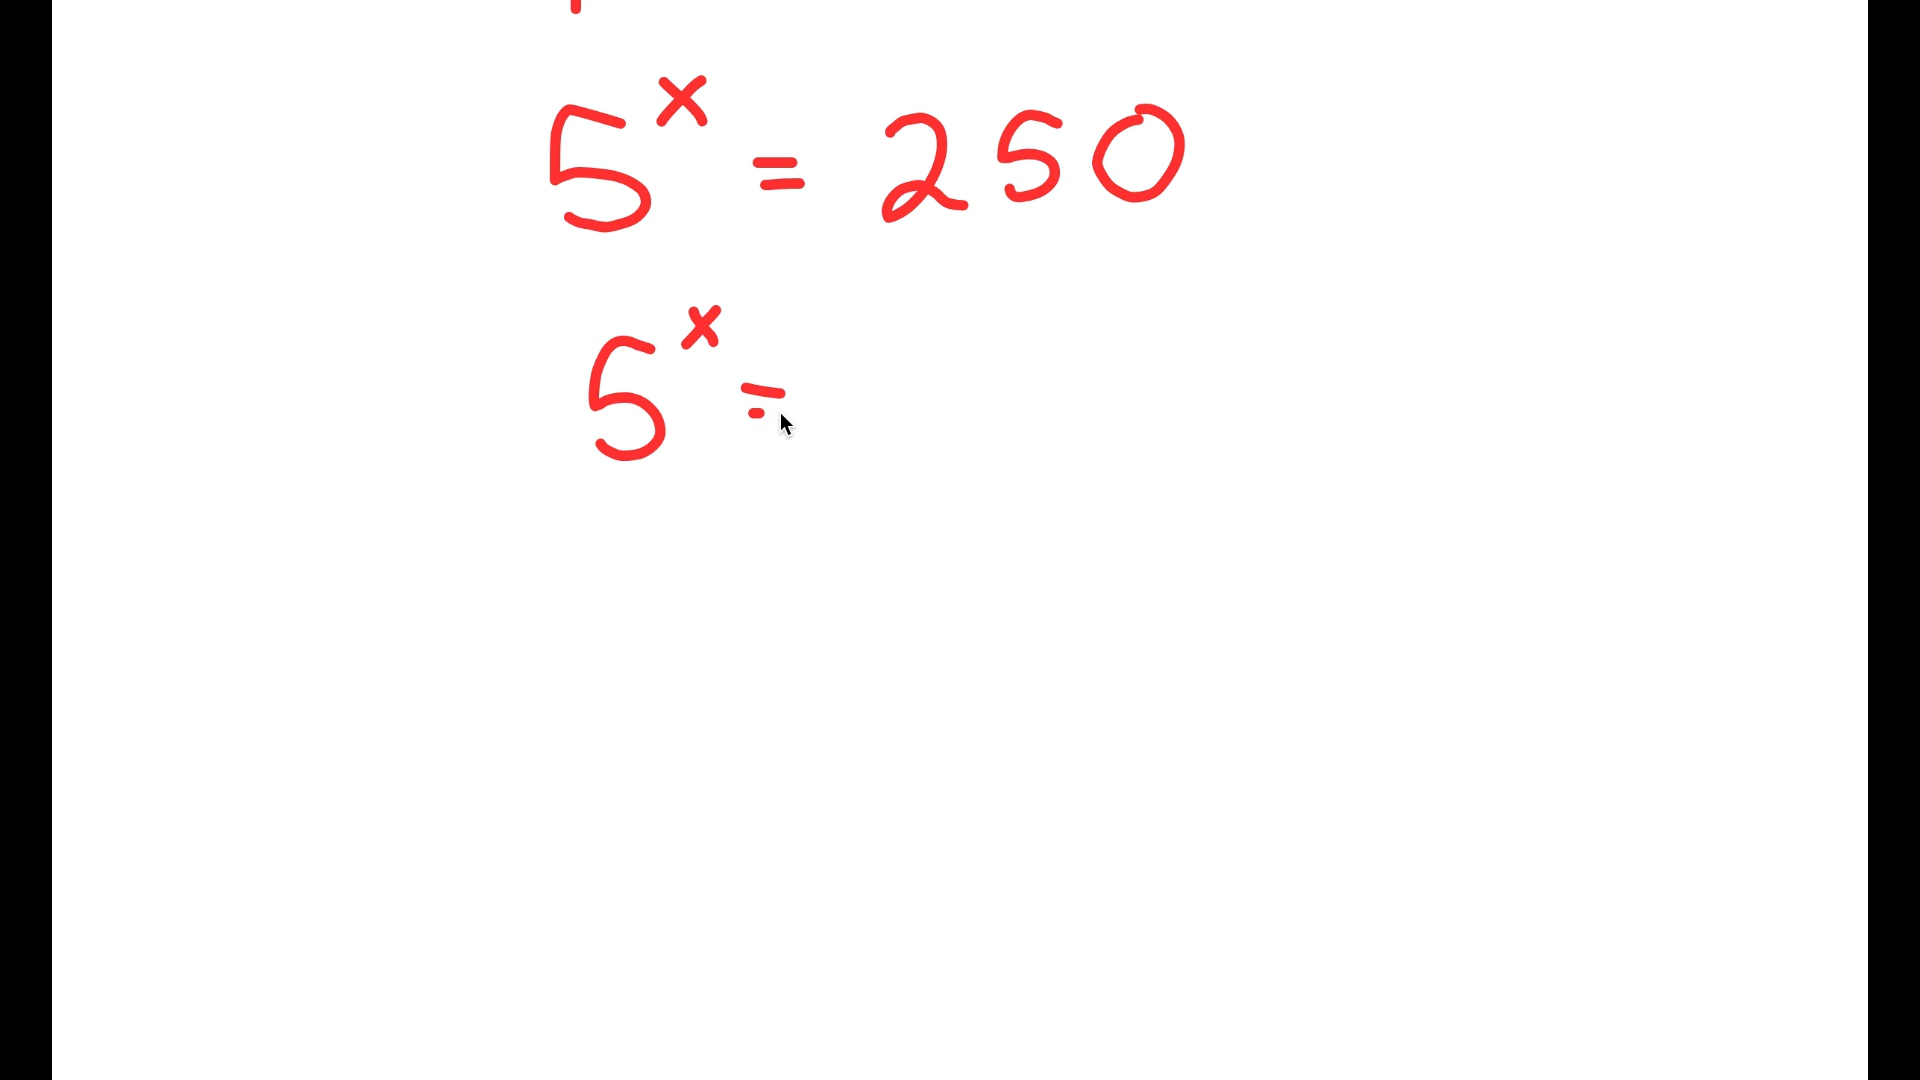 5^x = 250
5^x =